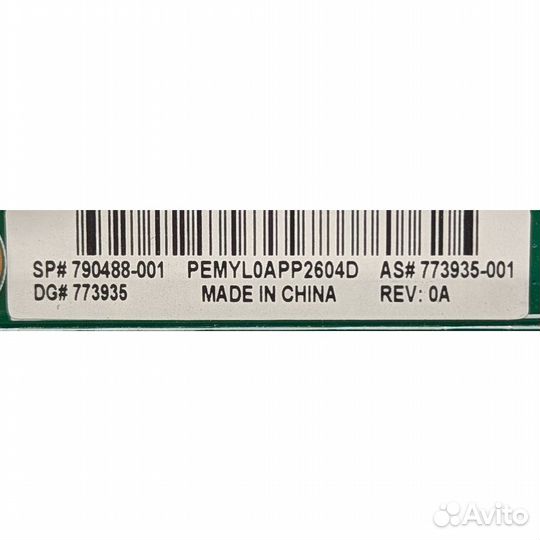 SP# 790488-001 PEMYL0APP2604D AS# 773935-001
DG# 773935 MADE IN CHINA REV: 0A
Avito